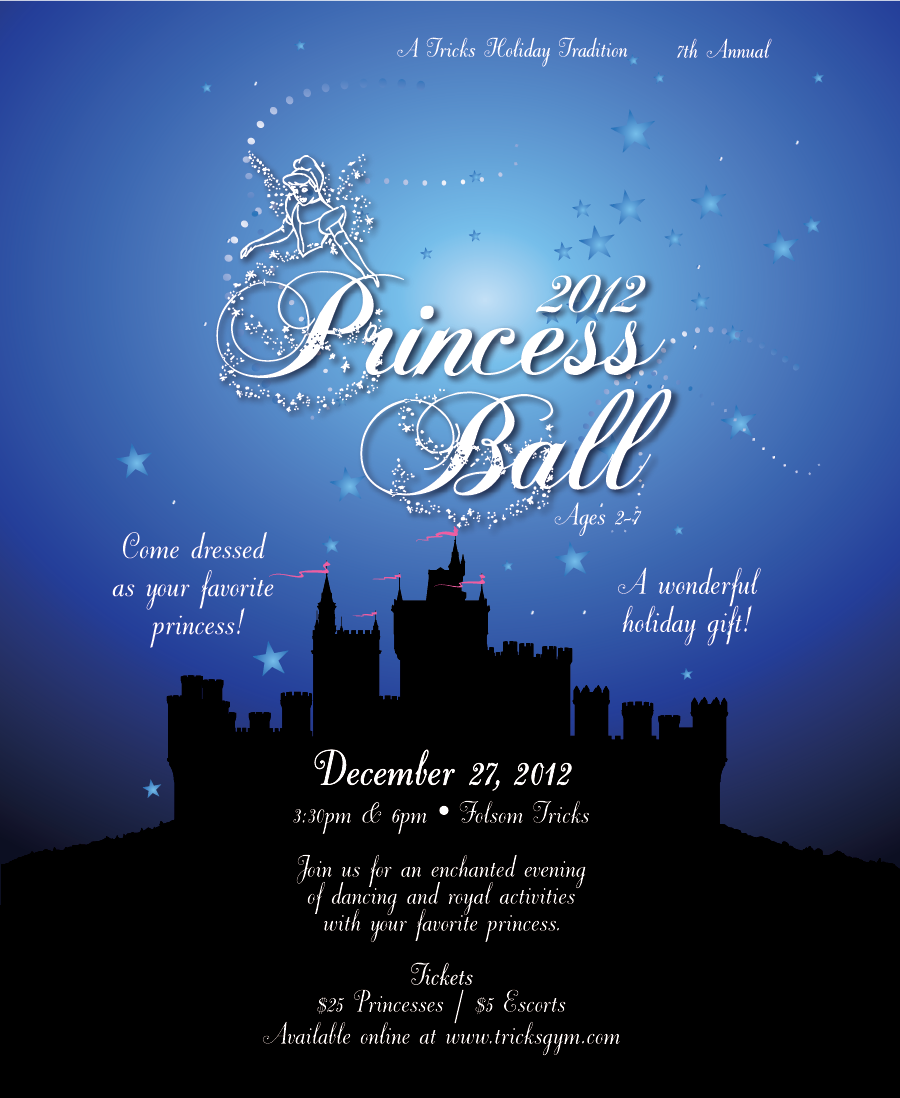 A Tricks Holiday Tradition 7th Annual
2012
Princess
Ball
Ages 2-7
Come dressed
as your favorite
princess!
A wonderful
holiday gift!
December 27, 2012
3:30pm & 6pm • Folsom Tricks
Join us for an enchanted evening
of dancing and royal activities
with your favorite princess.
Tickets
$25 Princesses / $5 Escorts
Available online at www.tricksgym.com